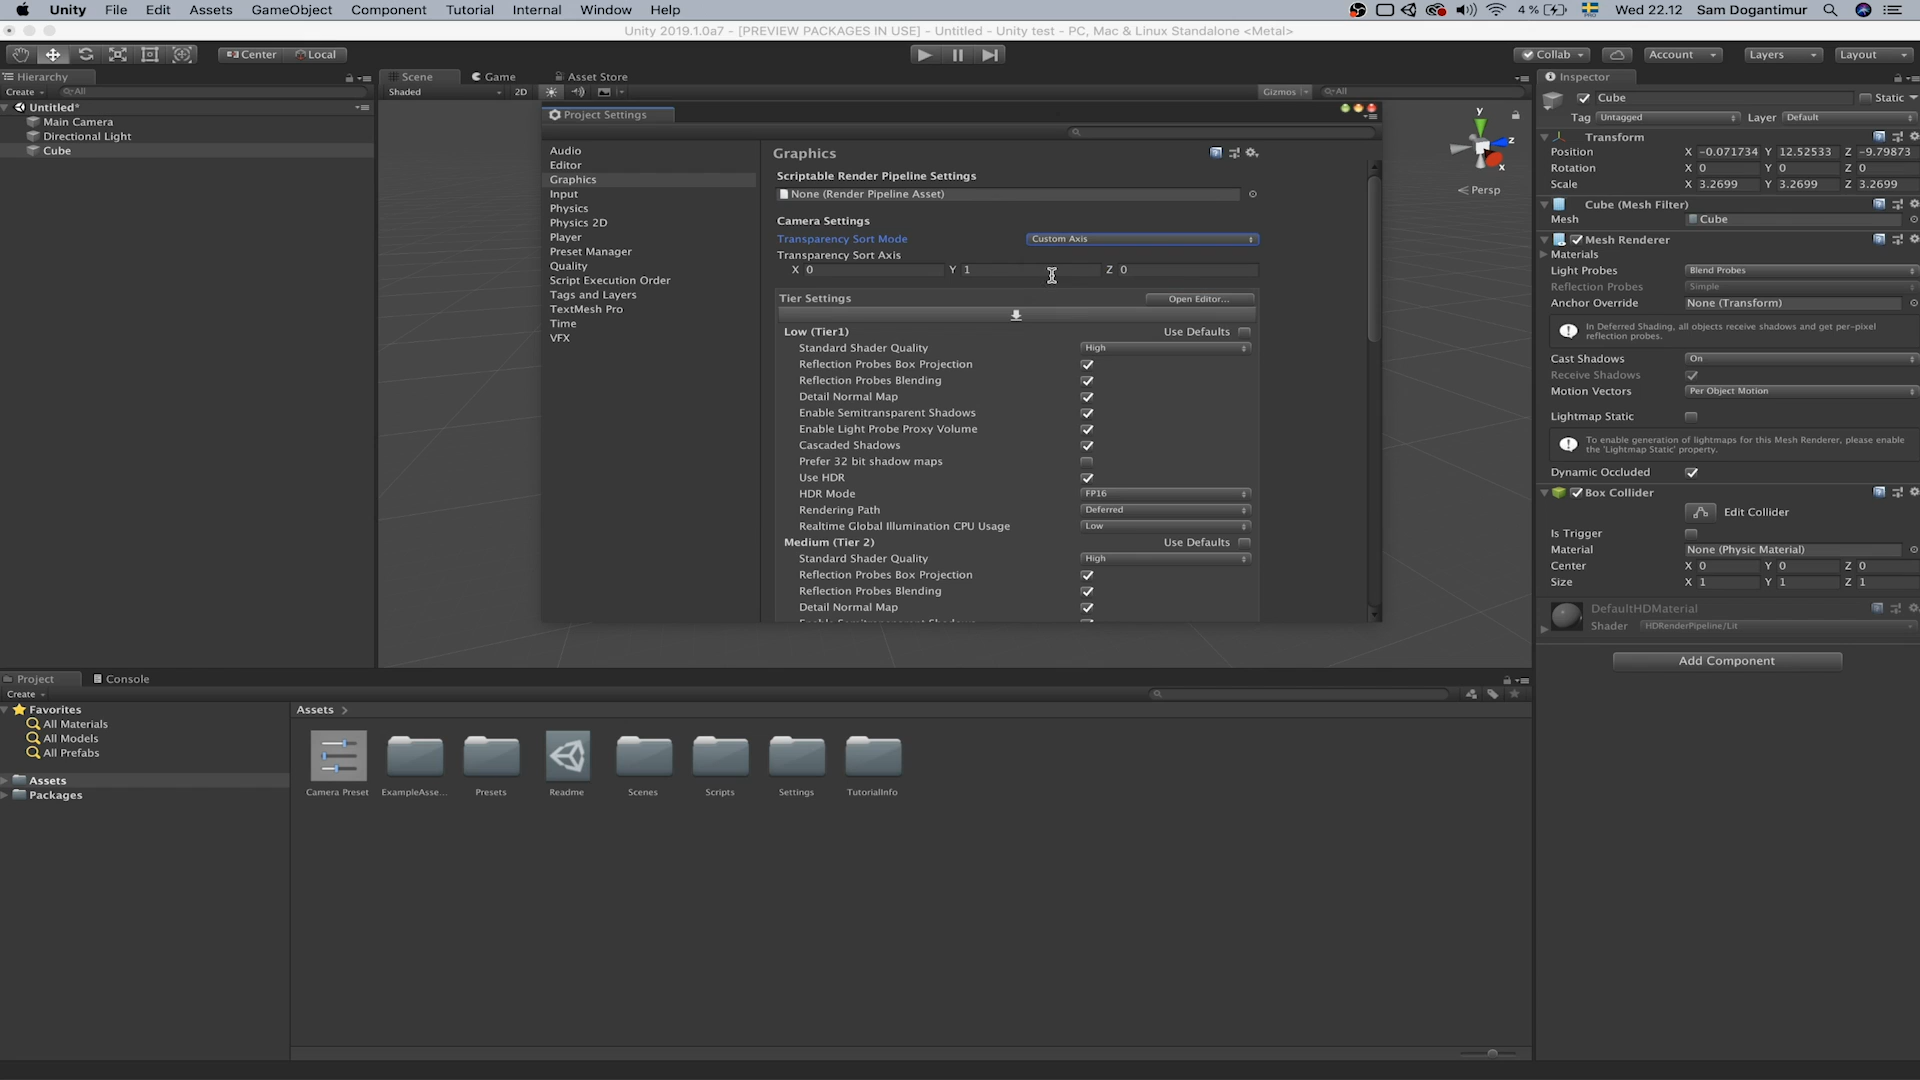 Unity File Edit Assets GameObject Component Tutorial Internal Window Help 4% Wed 22.12 Sam Dogantimur
Unity 2019.1.0a7 - [PREVIEW PACKAGES IN USE] - Untitled - Unity test - PC, Mac & Linux Standalone <Metal>
Center Local Collab Account Layers Layout
Hierarchy
Create All
Untitled*
Main Camera
Directional Light
Cube
Scene Game Asset Store
Shaded 2D Gizmos All
y
z
x
Persp
Project Settings
Audio
Editor
Graphics
Input
Physics
Physics 2D
Player
Preset Manager
Quality
Script Execution Order
Tags and Layers
TextMesh Pro
Time
VFX
Graphics
Scriptable Render Pipeline Settings
None (Render Pipeline Asset)
Camera Settings
Transparency Sort Mode Custom Axis
Transparency Sort Axis
X 0 Y 1 Z 0
Tier Settings Open Editor...
Low (Tier1) Use Defaults
Standard Shader Quality High
Reflection Probes Box Projection
Reflection Probes Blending
Detail Normal Map
Enable Semitransparent Shadows
Enable Light Probe Proxy Volume
Cascaded Shadows
Prefer 32 bit shadow maps
Use HDR
HDR Mode FP16
Rendering Path Deferred
Realtime Global Illumination CPU Usage Low
Medium (Tier 2) Use Defaults
Standard Shader Quality High
Reflection Probes Box Projection
Reflection Probes Blending
Detail Normal Map
Inspector
Cube Static
Tag Untagged Layer Default
Transform
Position X -0.071734 Y 12.52533 Z -9.79873
Rotation X 0 Y 0 Z 0
Scale X 3.2699 Y 3.2699 Z 3.2699
Cube (Mesh Filter)
Mesh Cube
Mesh Renderer
Materials
Light Probes Blend Probes
Reflection Probes Simple
Anchor Override None (Transform)
In Deferred Shading, all objects receive shadows and get per-pixel
reflection probes.
Cast Shadows On
Receive Shadows
Motion Vectors Per Object Motion
Lightmap Static
To enable generation of lightmaps for this Mesh Renderer, please enable
the 'Lightmap Static' property.
Dynamic Occluded
Box Collider
Edit Collider
Is Trigger
Material None (Physic Material)
Center X 0 Y 0 Z 0
Size X 1 Y 1 Z 1
DefaultHDMaterial
Shader HDRenderPipeline/Lit
Add Component
Project Console
Create
Favorites
All Materials
All Models
All Prefabs
Assets
Packages
Assets
Camera Preset ExampleAsse... Presets Readme Scenes Scripts Settings TutorialInfo